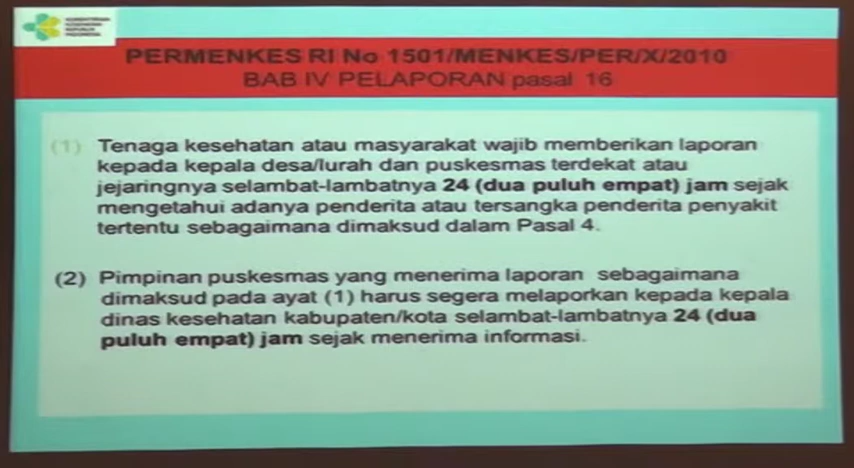 KEMENTERIAN
KESEHATAN
REPUBLIK
INDONESIA
PERMENKES RI No 1501/MENKES/PER/X/2010
BAB IV PELAPORAN pasal 16
(1) Tenaga kesehatan atau masyarakat wajib memberikan laporan
kepada kepala desa/lurah dan puskesmas terdekat atau
jejaringnya selambat-lambatnya 24 (dua puluh empat) jam sejak
mengetahui adanya penderita atau tersangka penderita penyakit
tertentu sebagaimana dimaksud dalam Pasal 4.
(2) Pimpinan puskesmas yang menerima laporan sebagaimana
dimaksud pada ayat (1) harus segera melaporkan kepada kepala
dinas kesehatan kabupaten/kota selambat-lambatnya 24 (dua
puluh empat) jam sejak menerima informasi.